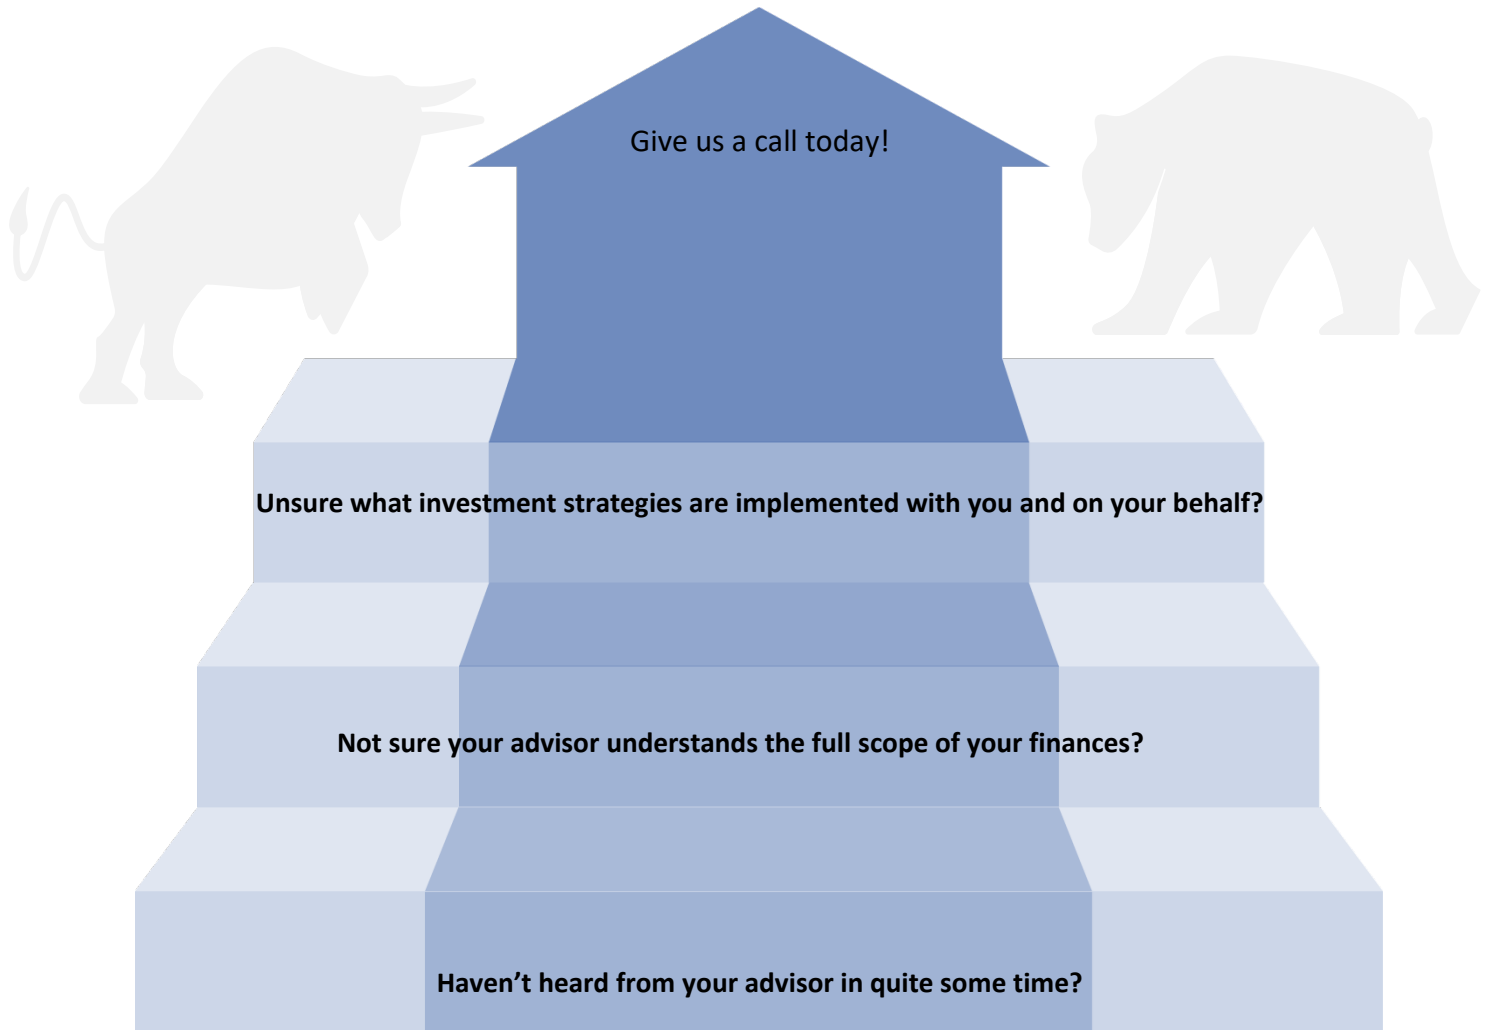 Give us a call today!
Unsure what investment strategies are implemented with you and on your behalf?
Not sure your advisor understands the full scope of your finances?
Haven’t heard from your advisor in quite some time?